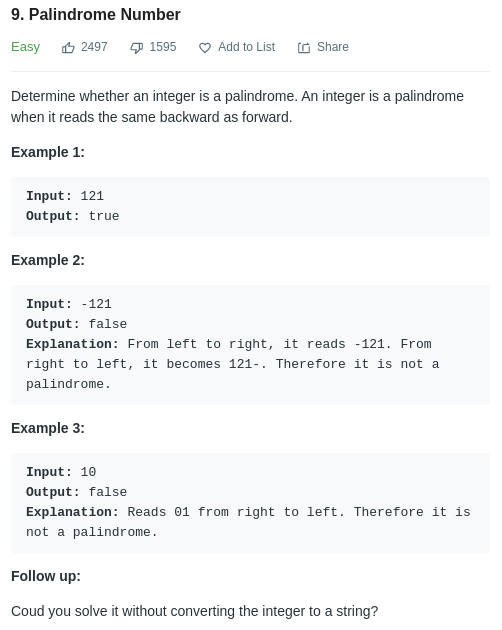 9. Palindrome Number
Easy 2497 1595 Add to List Share
Determine whether an integer is a palindrome. An integer is a palindrome
when it reads the same backward as forward.
Example 1:
Input: 121
Output: true
Example 2:
Input: -121
Output: false
Explanation: From left to right, it reads -121. From
right to left, it becomes 121-. Therefore it is not a
palindrome.
Example 3:
Input: 10
Output: false
Explanation: Reads 01 from right to left. Therefore it is
not a palindrome.
Follow up:
Coud you solve it without converting the integer to a string?